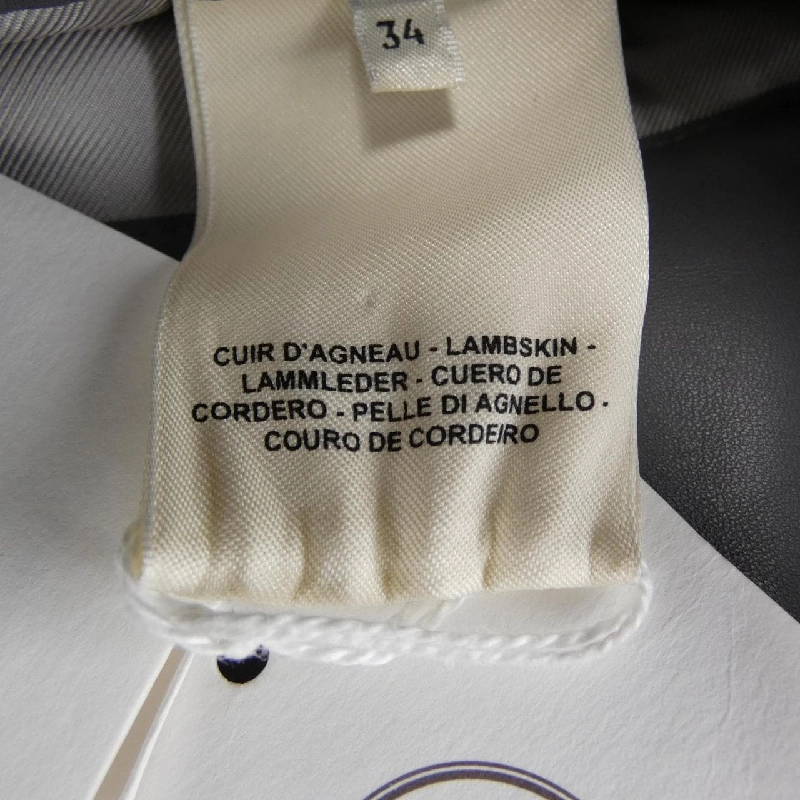 34
CUIR D'AGNEAU - LAMBSKIN -
LAMMLEDER - CUERO DE
CORDERO - PELLE DI AGNELLO -
COURO DE CORDEIRO